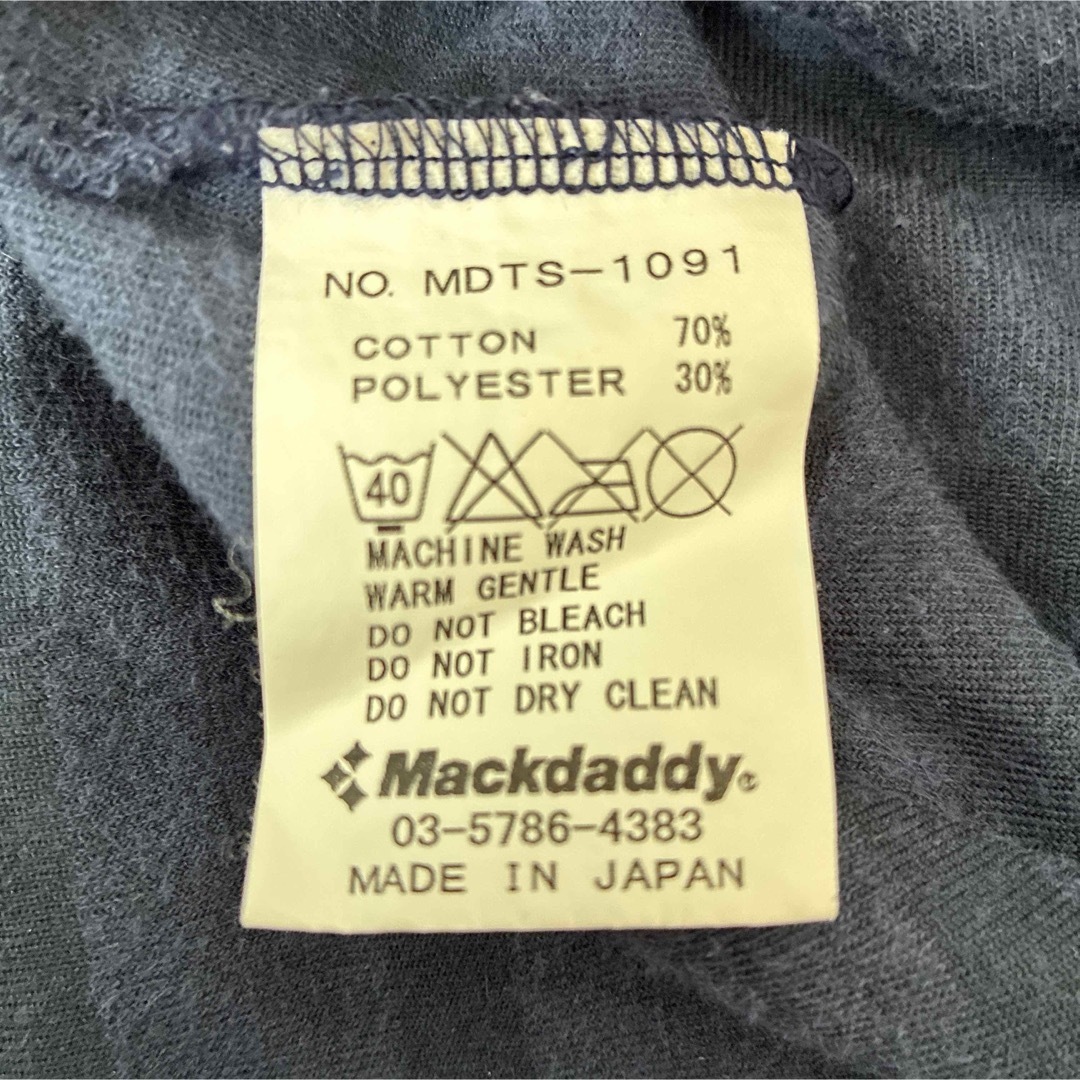 NO. MDTS-1091
COTTON 70%
POLYESTER 30%
40
MACHINE WASH
WARM GENTLE
DO NOT BLEACH
DO NOT IRON
DO NOT DRY CLEAN
Mackdaddy®
03-5786-4383
MADE IN JAPAN